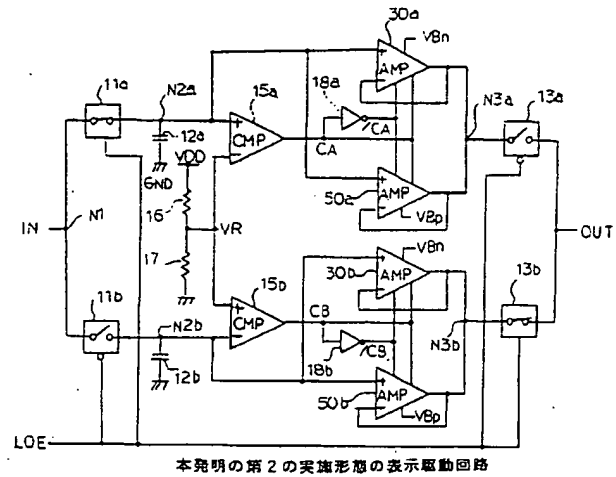 30a
VBn
11a
N2a
15a
18a
AMP
N3a
13a
12a
CMP
/CA
CA
VDD
GND
AMP
16
50a
VBp
IN
N1
VR
OUT
17
VBn
30b
AMP
11b
15b
13b
N2b
CMP
CB
/CB
N3b
18b
12b
AMP
50b
VBp
LOE
本発明の第2の実施形態の表示駆動回路